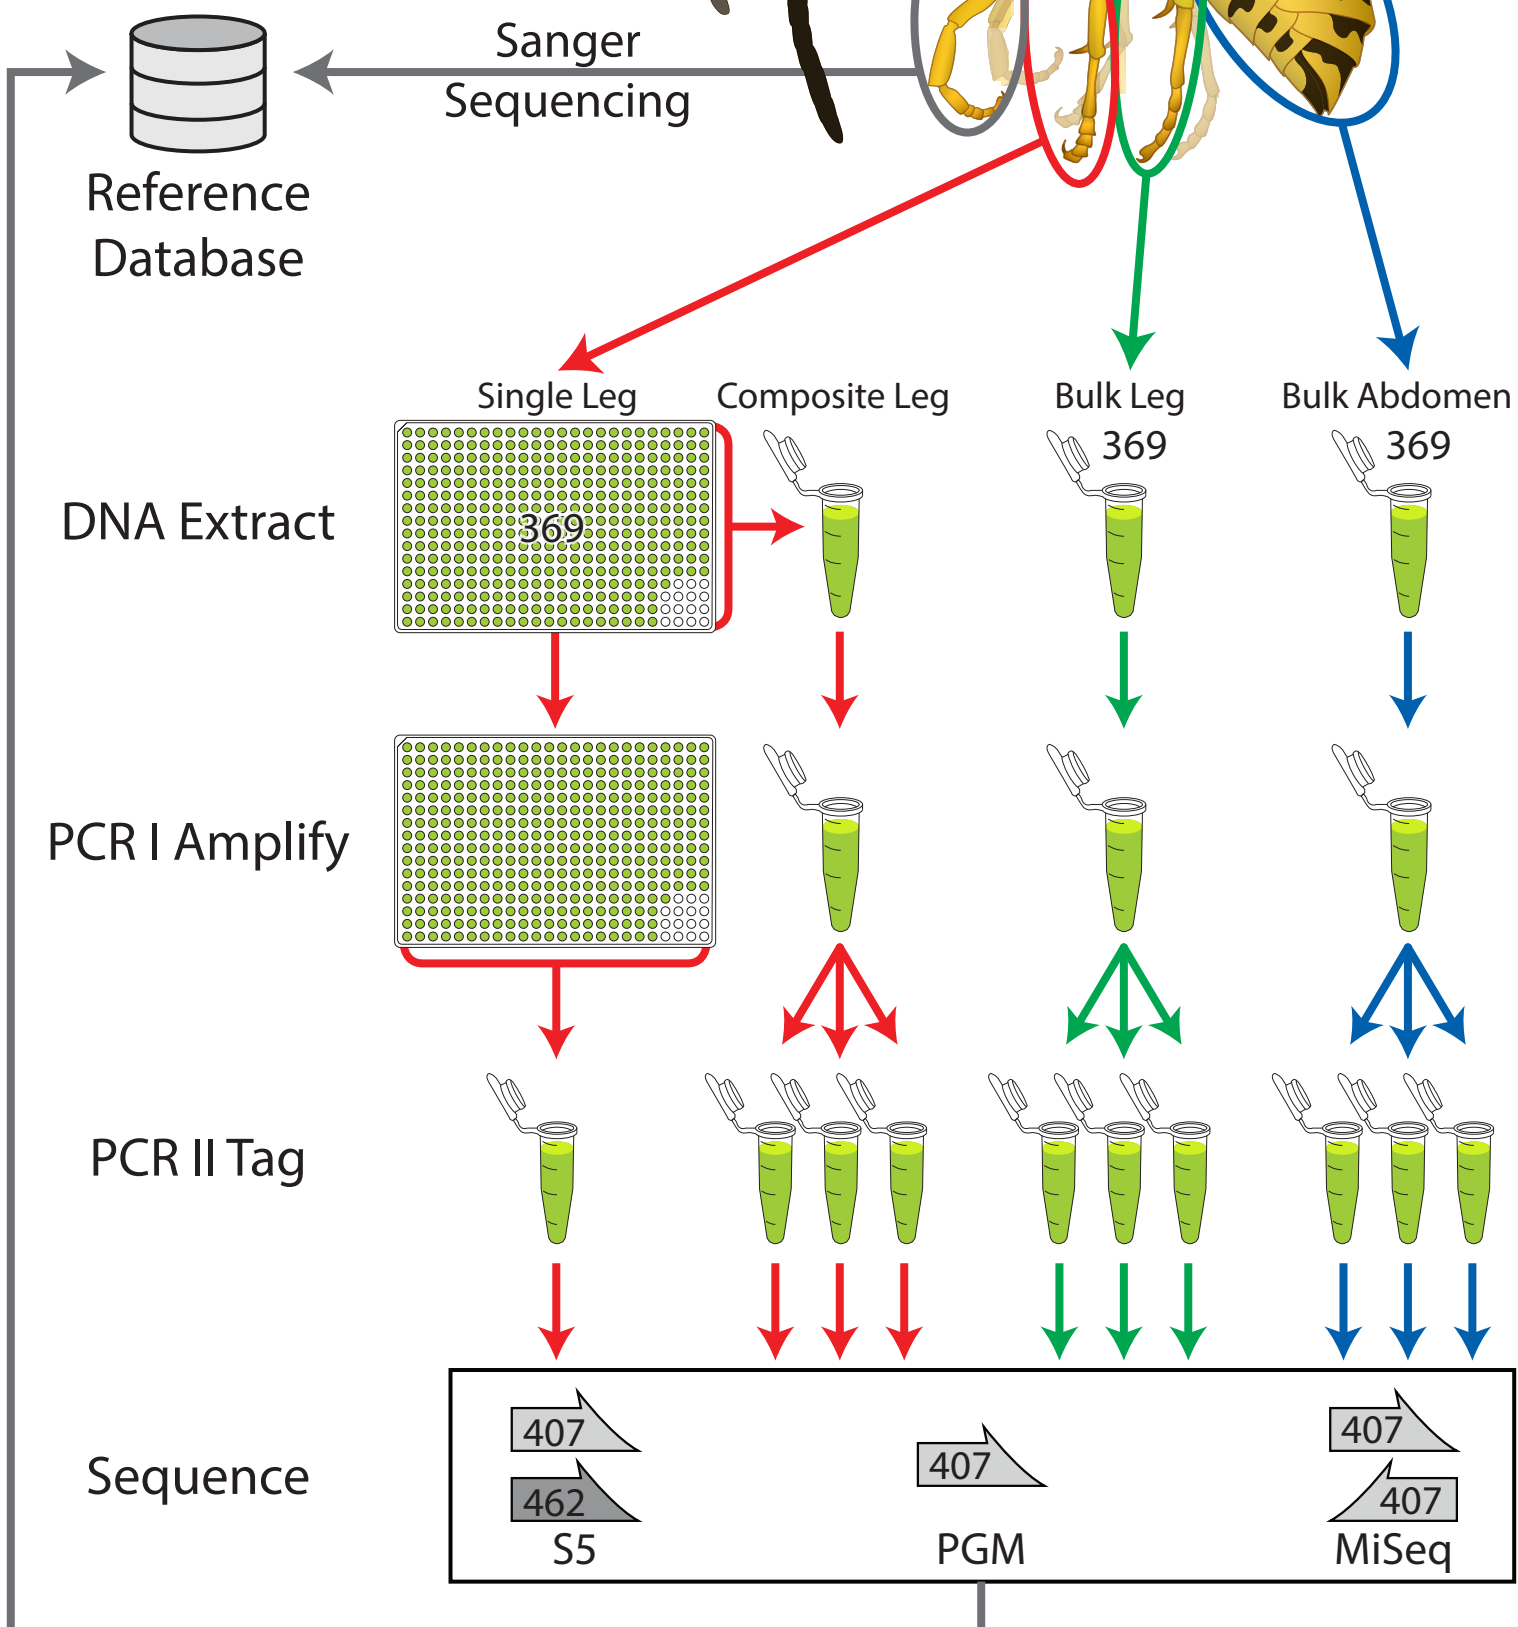 Sanger
Sequencing
Reference
Database
Single Leg
Composite Leg
Bulk Leg
Bulk Abdomen
369
369
DNA Extract
369
PCR I Amplify
PCR II Tag
407
407
407
Sequence
462
407
S5
PGM
MiSeq